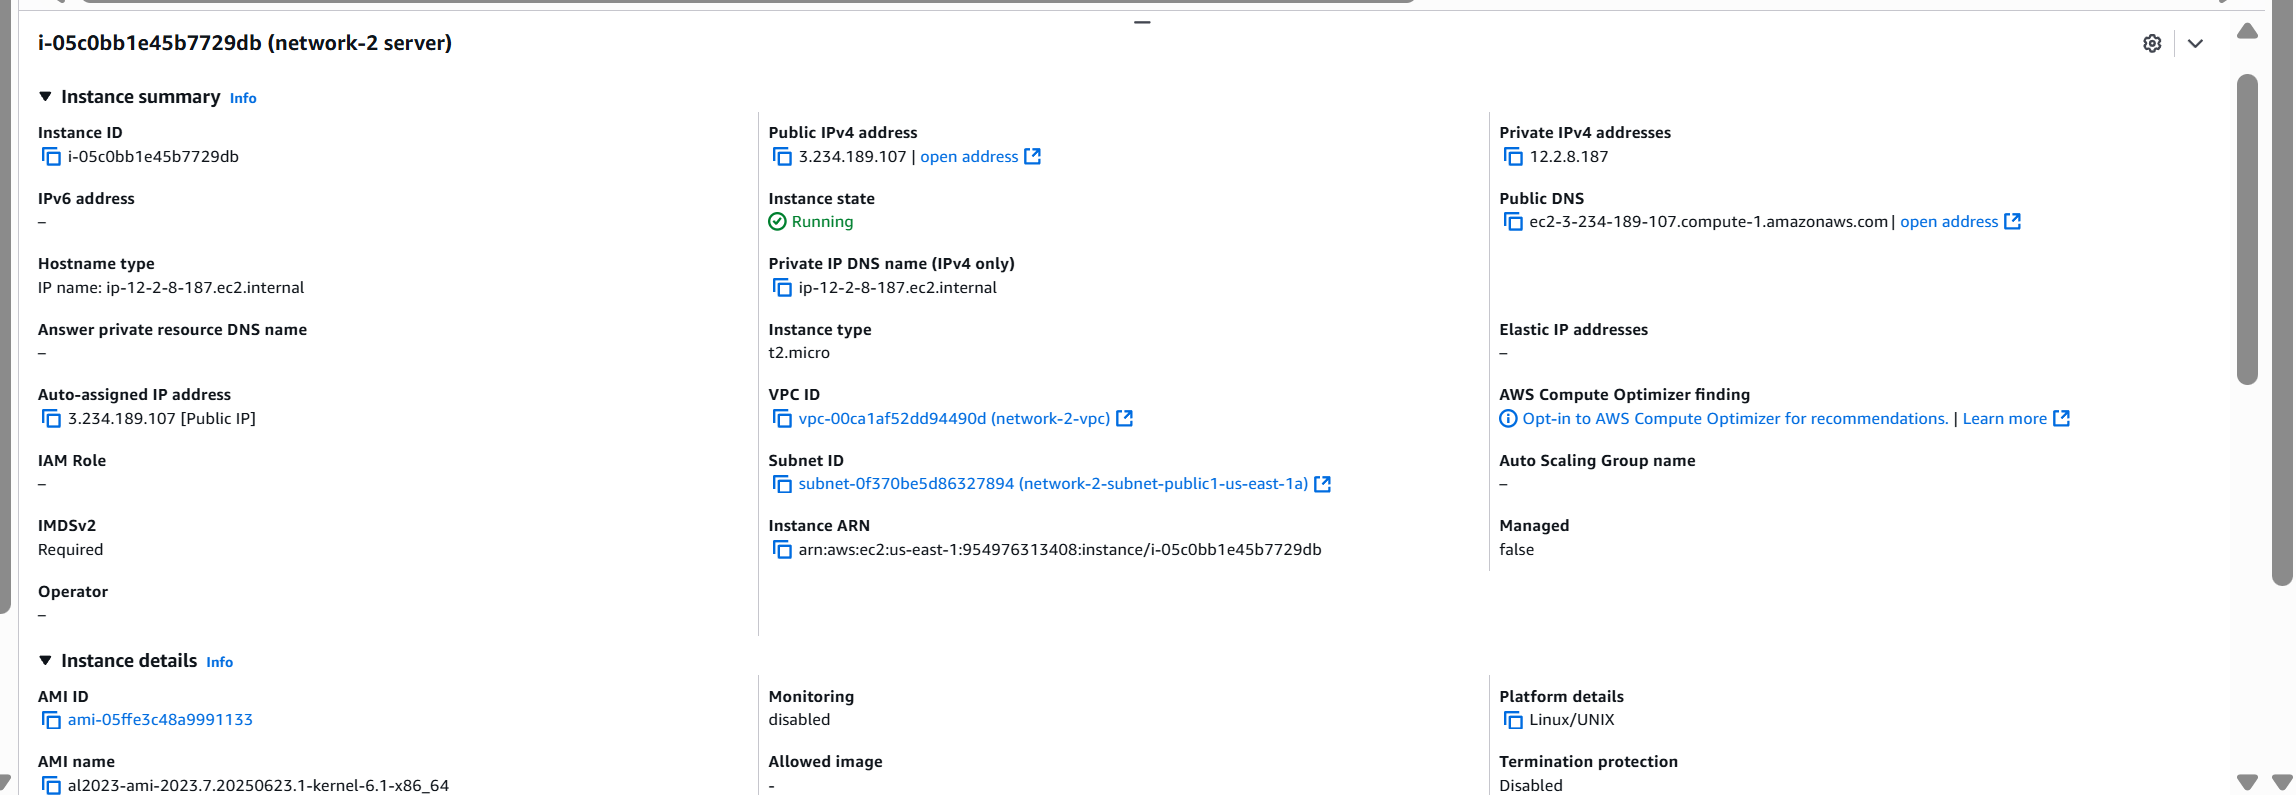 i-05c0bb1e45b7729db (network-2 server)
Instance summary Info
Instance ID
i-05c0bb1e45b7729db
Public IPv4 address
3.234.189.107 | open address
Private IPv4 addresses
12.2.8.187
IPv6 address
–
Instance state
Running
Public DNS
ec2-3-234-189-107.compute-1.amazonaws.com | open address
Hostname type
IP name: ip-12-2-8-187.ec2.internal
Private IP DNS name (IPv4 only)
ip-12-2-8-187.ec2.internal
Answer private resource DNS name
–
Instance type
t2.micro
Elastic IP addresses
–
Auto-assigned IP address
3.234.189.107 [Public IP]
VPC ID
vpc-00ca1af52dd94490d (network-2-vpc)
AWS Compute Optimizer finding
Opt-in to AWS Compute Optimizer for recommendations. | Learn more
IAM Role
–
Subnet ID
subnet-0f370be5d86327894 (network-2-subnet-public1-us-east-1a)
Auto Scaling Group name
–
IMDSv2
Required
Instance ARN
arn:aws:ec2:us-east-1:954976313408:instance/i-05c0bb1e45b7729db
Managed
false
Operator
–
Instance details Info
AMI ID
ami-05ffe3c48a9991133
Monitoring
disabled
Platform details
Linux/UNIX
AMI name
al2023-ami-2023.7.20250623.1-kernel-6.1-x86_64
Allowed image
-
Termination protection
Disabled